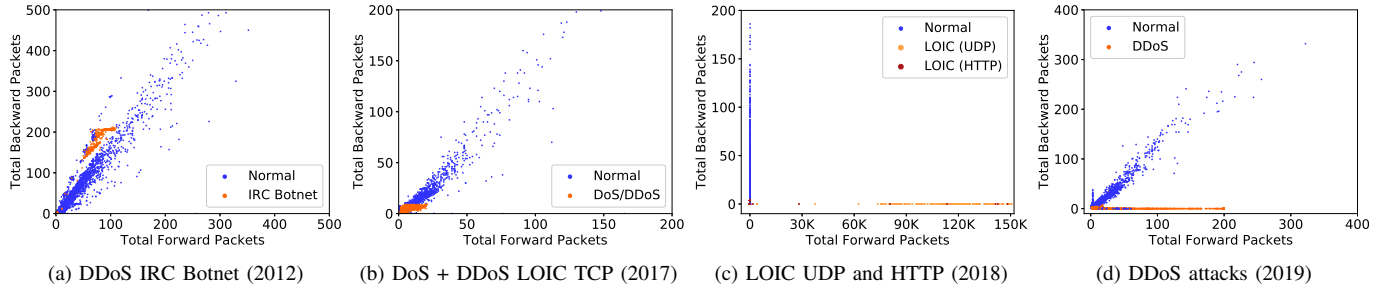 500
400
300
200
100
0
Total Backward Packets
0 100 200 300 400 500
Total Forward Packets
Normal
IRC Botnet
(a) DDoS IRC Botnet (2012)
200
150
100
50
0
Total Backward Packets
0 50 100 150 200
Total Forward Packets
Normal
DoS/DDoS
(b) DoS + DDoS LOIC TCP (2017)
200
150
100
50
0
Total Backward Packets
0 30K 60K 90K 120K 150K
Total Forward Packets
Normal
LOIC (UDP)
LOIC (HTTP)
(c) LOIC UDP and HTTP (2018)
400
300
200
100
0
Total Backward Packets
0 100 200 300 400
Total Forward Packets
Normal
DDoS
(d) DDoS attacks (2019)